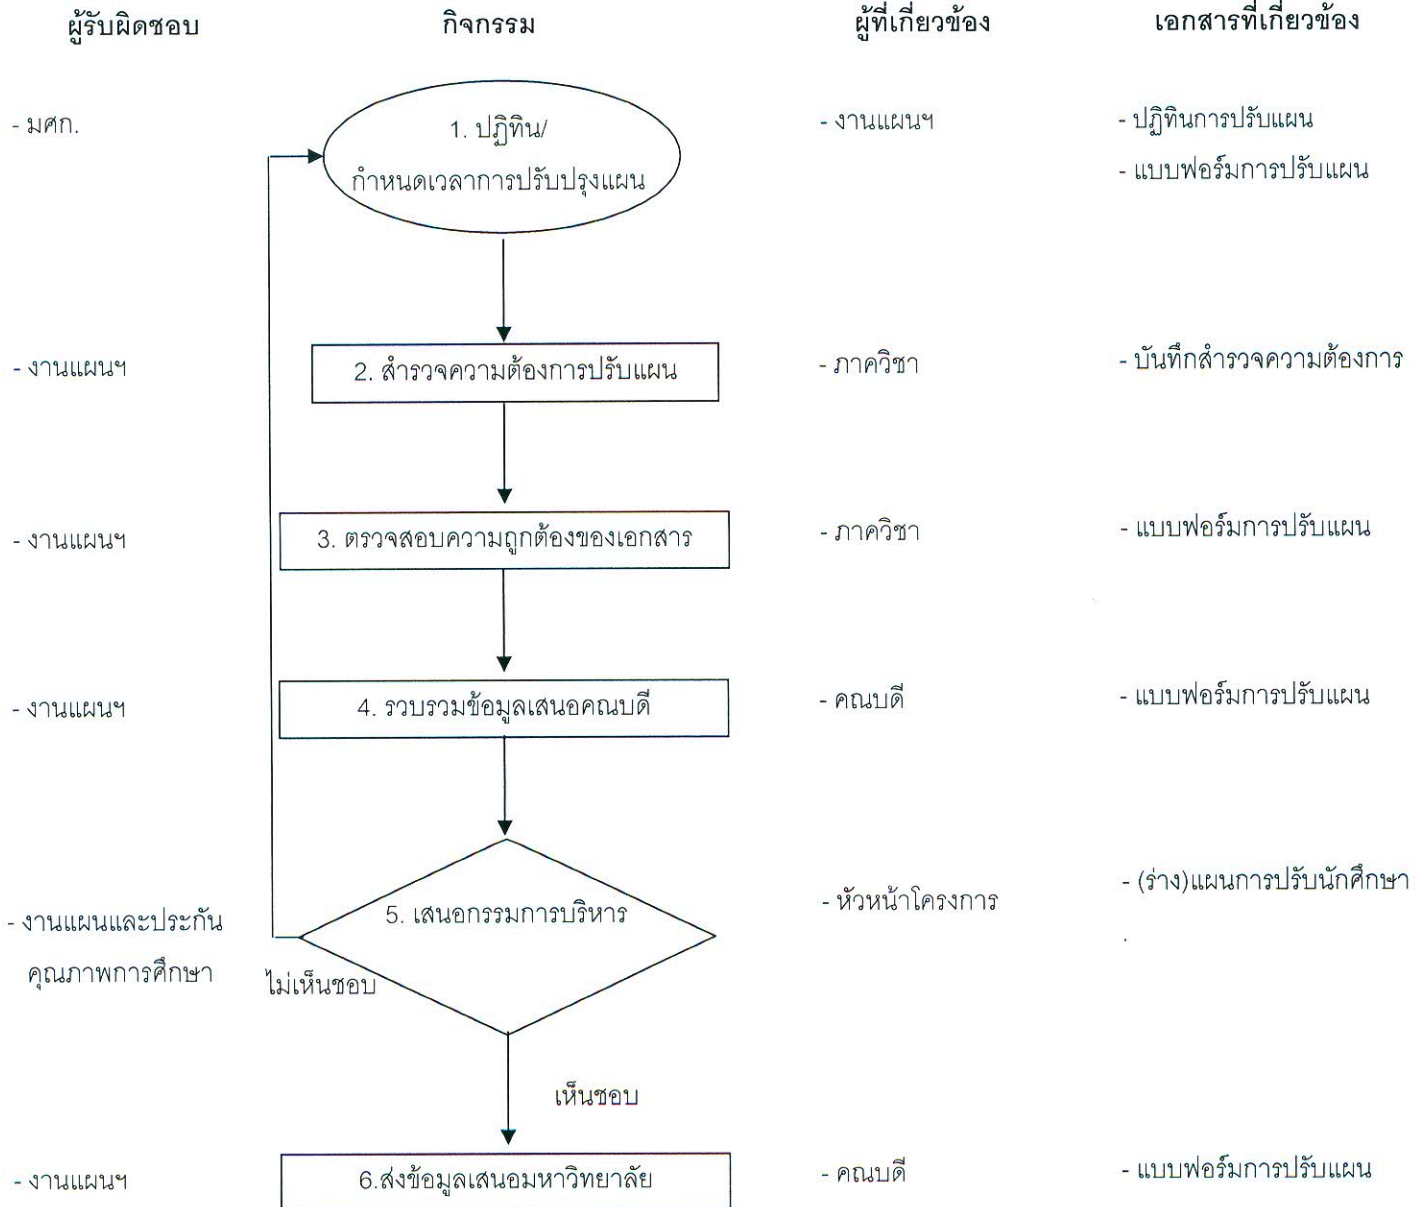 ผู้รับผิดชอบ กิจกรรม ผู้ที่เกี่ยวข้อง เอกสารที่เกี่ยวข้อง
- มศก. 1. ปฏิทิน/ - งานแผนฯ - ปฏิทินการปรับแผน
กำหนดเวลาการปรับปรุงแผน - แบบฟอร์มการปรับแผน
- งานแผนฯ 2. สำรวจความต้องการปรับแผน - ภาควิชา - บันทึกสำรวจความต้องการ
- งานแผนฯ 3. ตรวจสอบความถูกต้องของเอกสาร - ภาควิชา - แบบฟอร์มการปรับแผน
- งานแผนฯ 4. รวบรวมข้อมูลเสนอคณบดี - คณบดี - แบบฟอร์มการปรับแผน
- งานแผนและประกัน 5. เสนอกรรมการบริหาร - หัวหน้าโครงการ - (ร่าง)แผนการปรับนักศึกษา
คุณภาพการศึกษา ไม่เห็นชอบ
เห็นชอบ
- งานแผนฯ 6.ส่งข้อมูลเสนอมหาวิทยาลัย - คณบดี - แบบฟอร์มการปรับแผน